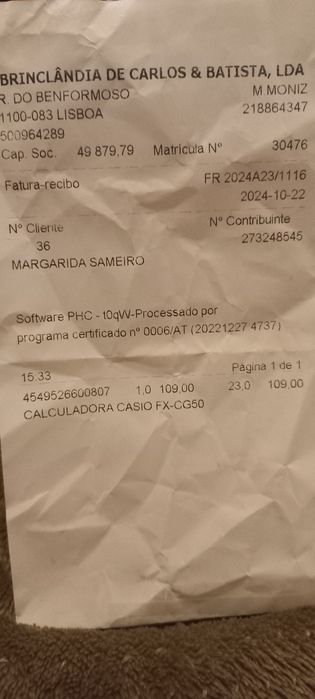 BRINCLÂNDIA DE CARLOS & BATISTA, LDA
R. DO BENFORMOSO M MONIZ
1100-083 LISBOA 218864347
500964289
Cap. Soc. 49 879,79 Matricula Nº 30476
Fatura-recibo FR 2024A23/1116
2024-10-22
Nº Cliente Nº Contribuinte
36 273248545
MARGARIDA SAMEIRO
Software PHC - t0qW-Processado por
programa certificado nº 0006/AT (20221227 4737)
15.33 Página 1 de 1
4549526600807 1,0 109,00 23,0 109,00
CALCULADORA CASIO FX-CG50